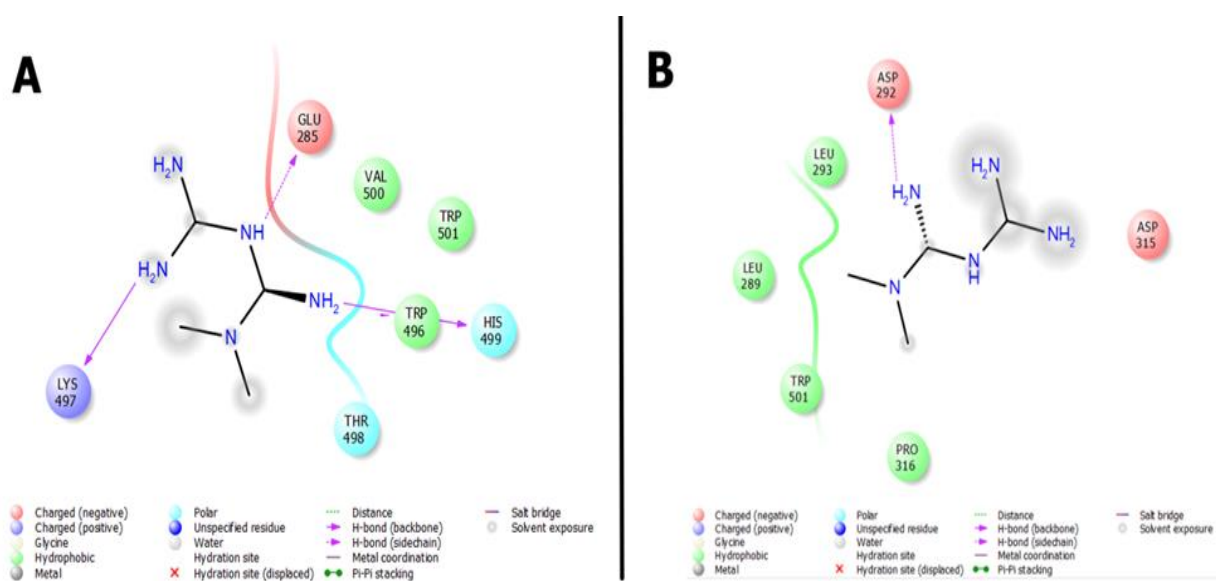 A
GLU
285
H₂N
VAL
500
TRP
501
NH
H₂N
NH₂
TRP
496
HIS
499
N
LYS
497
THR
498
Charged (negative)
Charged (positive)
Glycine
Hydrophobic
Metal
Polar
Unspecified residue
Water
Hydration site
Hydration site (displaced)
Distance
H-bond (backbone)
H-bond (sidechain)
Metal coordination
Pi-Pi stacking
Salt bridge
Solvent exposure
B
ASP
292
LEU
293
H₂N
H₂N
ASP
315
NH₂
LEU
289
N
N
H
TRP
501
PRO
316
Charged (negative)
Charged (positive)
Glycine
Hydrophobic
Metal
Polar
Unspecified residue
Water
Hydration site
Hydration site (displaced)
Distance
H-bond (backbone)
H-bond (sidechain)
Metal coordination
Pi-Pi stacking
Salt bridge
Solvent exposure